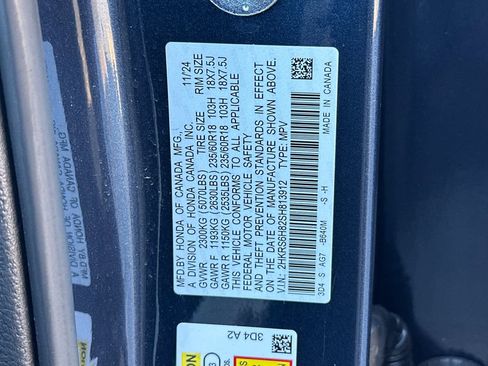 MFD.BY HONDA OF CANADA MFG., 11/24
A DIVISION OF HONDA CANADA INC.
TIRE SIZE RIM SIZE
GVWR 2300KG (5070LBS)
GAWR F 1193KG (2630LBS) 235/60R18 103H 18X7.5J
GAWR R 1150KG (2535LBS) 235/60R18 103H 18X7.5J
THIS VEHICLE CONFORMS TO ALL APPLICABLE
FEDERAL MOTOR VEHICLE SAFETY
AND THEFT PREVENTION STANDARDS IN EFFECT
ON THE DATE OF MANUFACTURE SHOWN ABOVE.
V.I.N.: 2HKRS6H82SH813912 TYPE: MPV
3D4 -S AG7 -B640M -S -H
MADE IN CANADA
3D4 A2